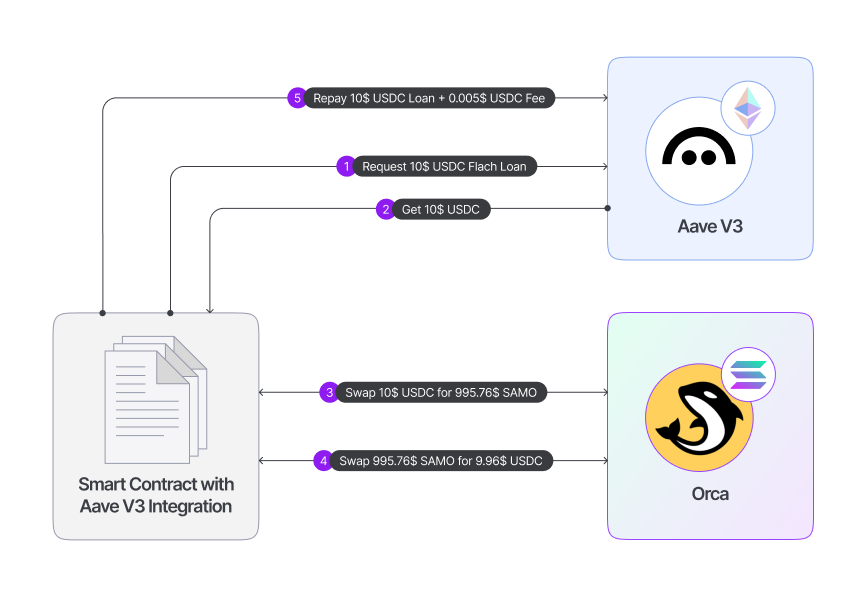 5 Repay 10$ USDC Loan + 0.005$ USDC Fee
1 Request 10$ USDC Flach Loan
2 Get 10$ USDC
Aave V3
3 Swap 10$ USDC for 995.76$ SAMO
4 Swap 995.76$ SAMO for 9.96$ USDC
Smart Contract with
Aave V3 Integration
Orca